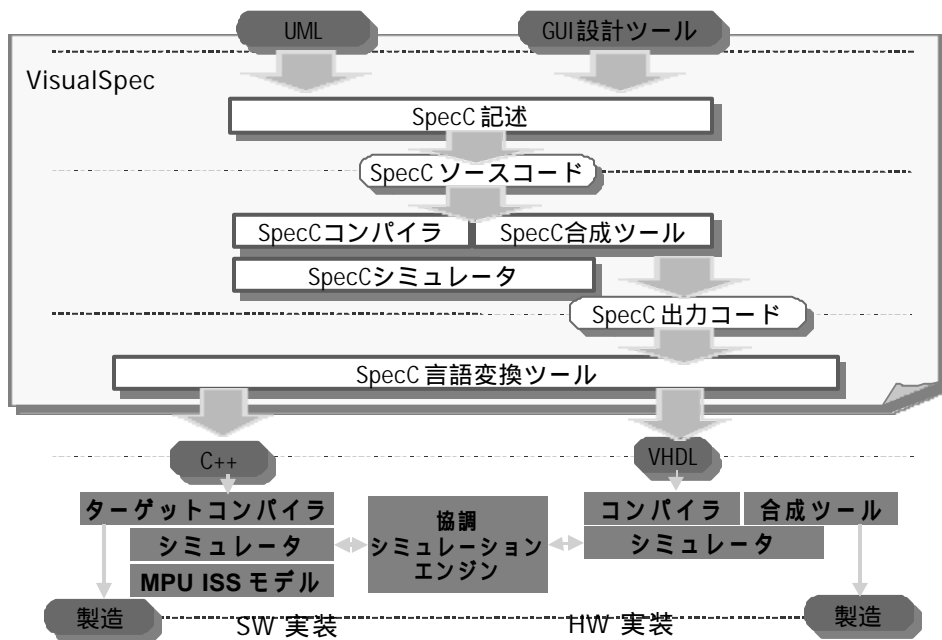 UML
GUI設計ツール
VisualSpec
SpecC 記述
SpecC ソースコード
SpecCコンパイラ
SpecC合成ツール
SpecCシミュレータ
SpecC 出力コード
SpecC 言語変換ツール
C++
VHDL
ターゲットコンパイラ
シミュレータ
MPU ISS モデル
協調
シミュレーション
エンジン
コンパイラ
合成ツール
シミュレータ
製造
SW 実装
HW 実装
製造